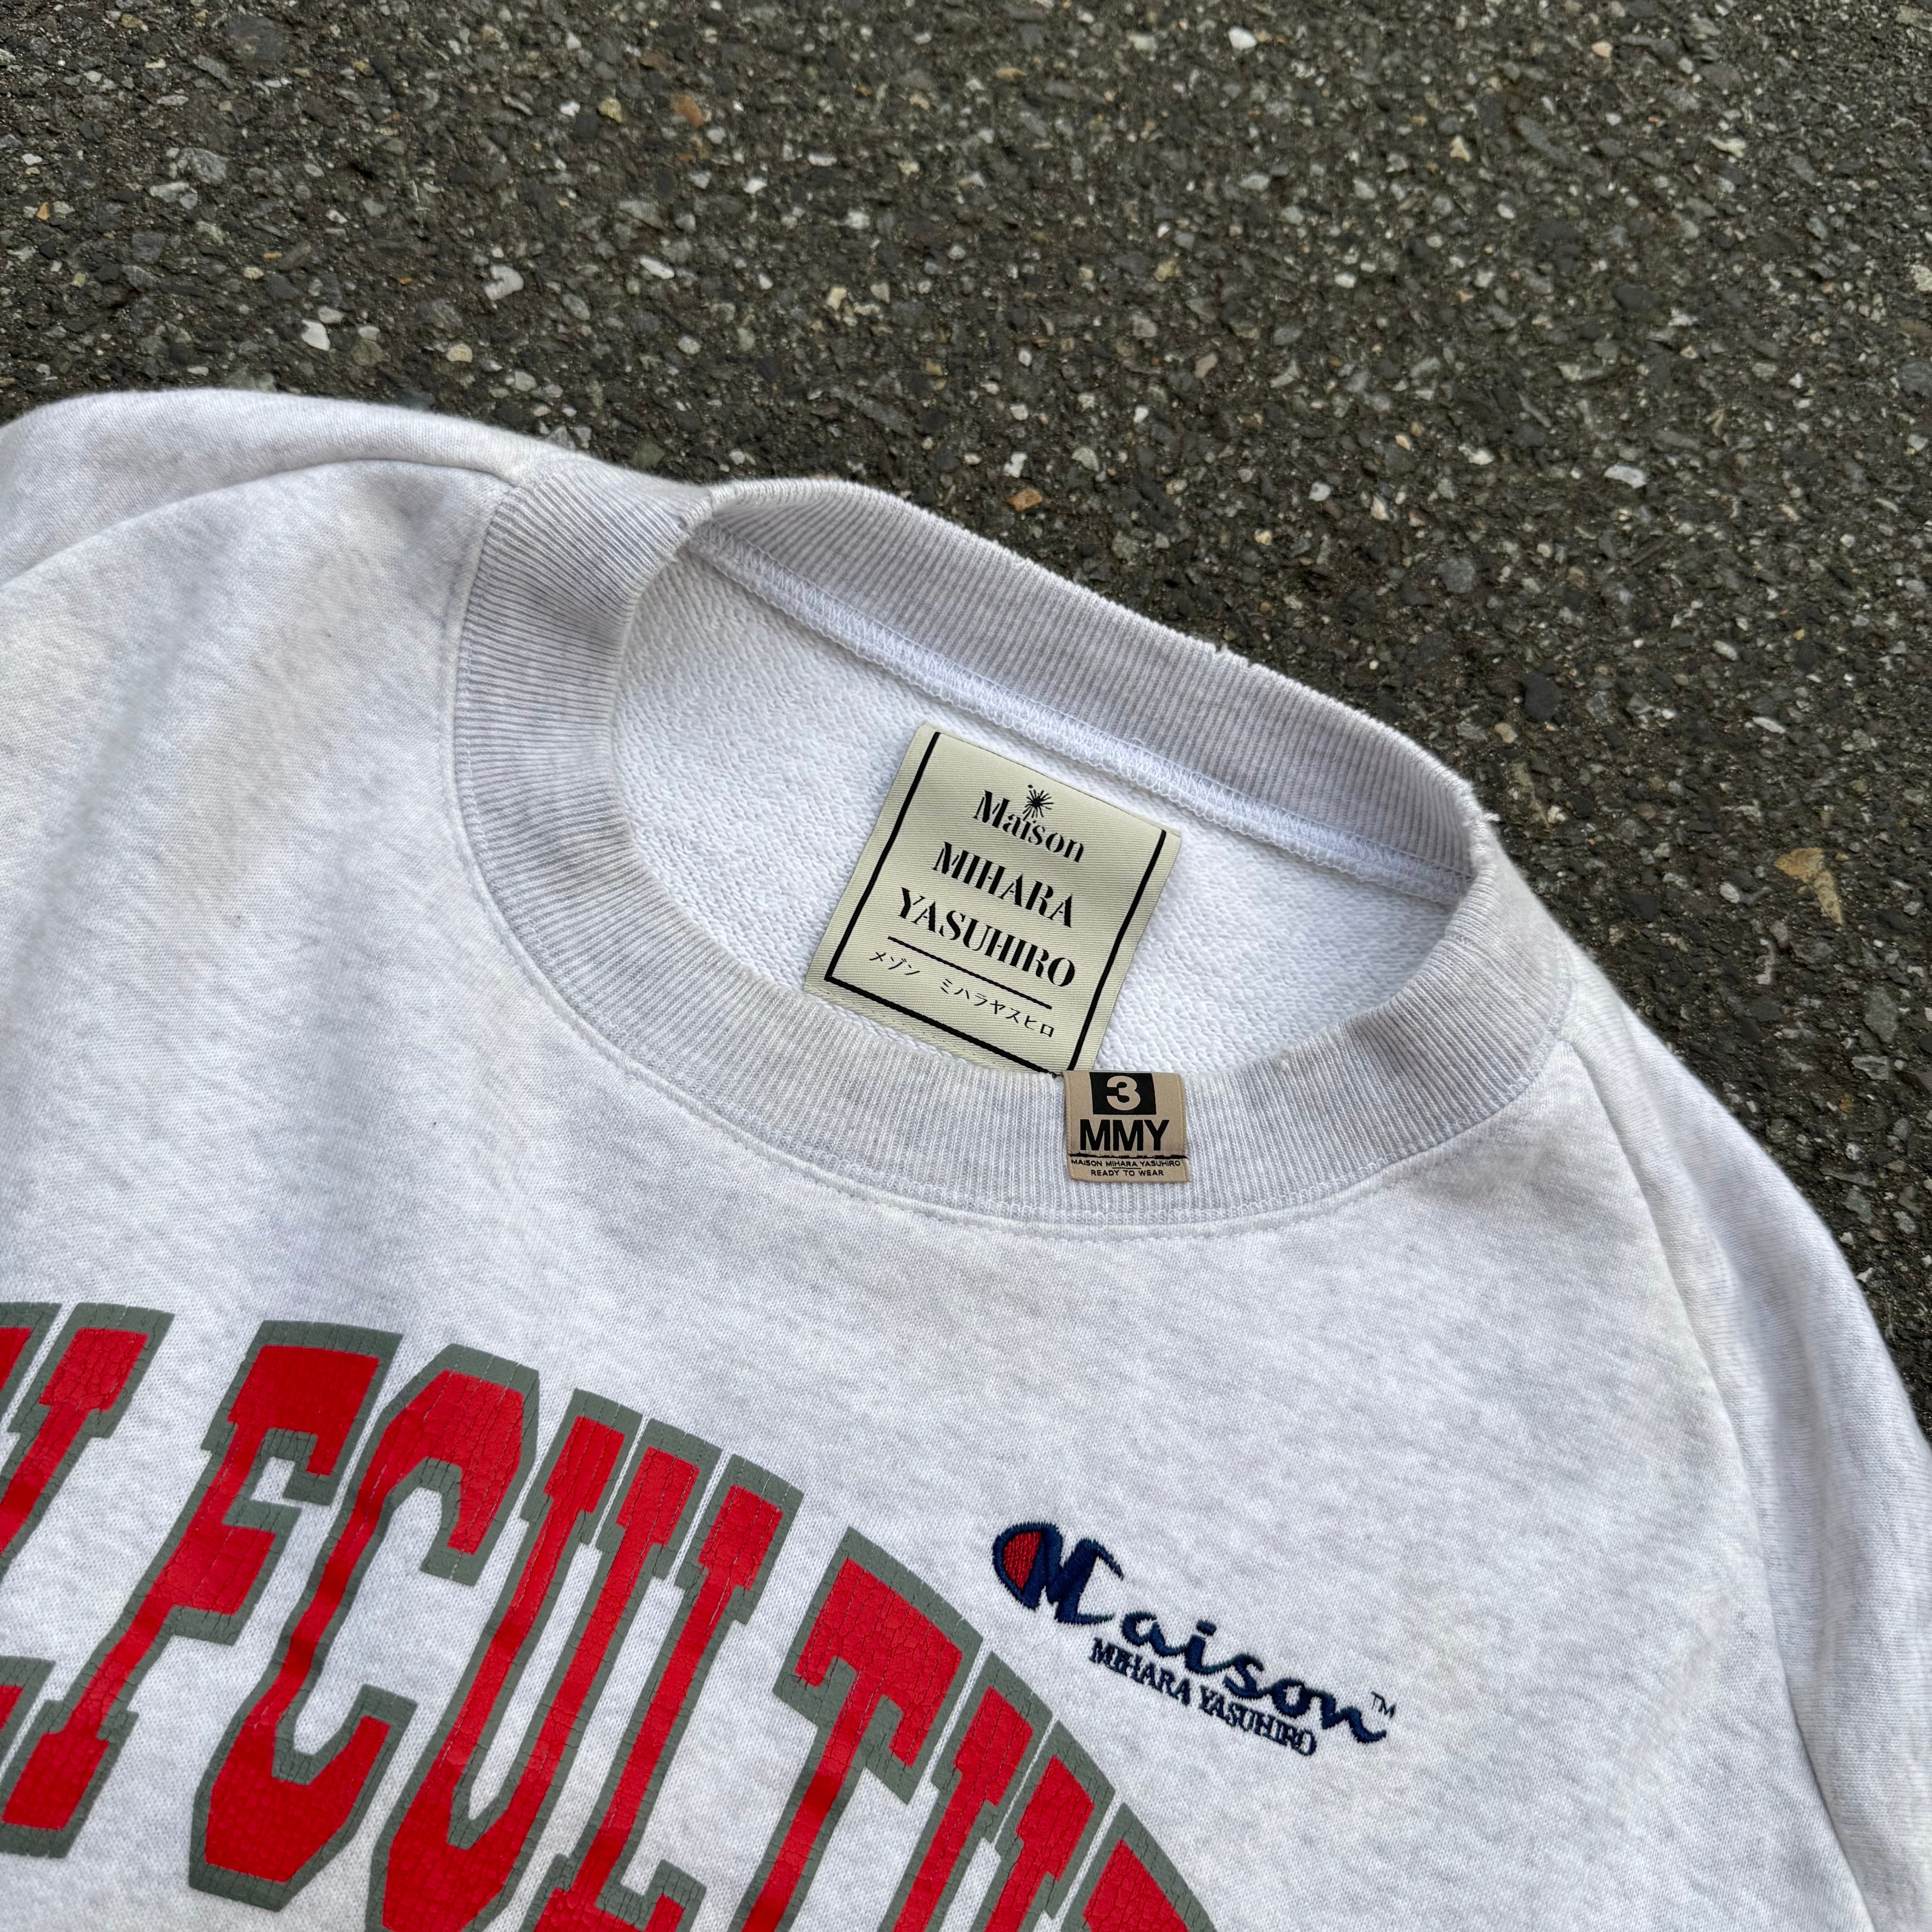 Maison
MIHARA
YASUHIRO
メゾン ミハラヤスヒロ
3
MMY
MAISON MIHARA YASUHIRO
READY TO WEAR
Maison™
MIHARA YASUHIRO